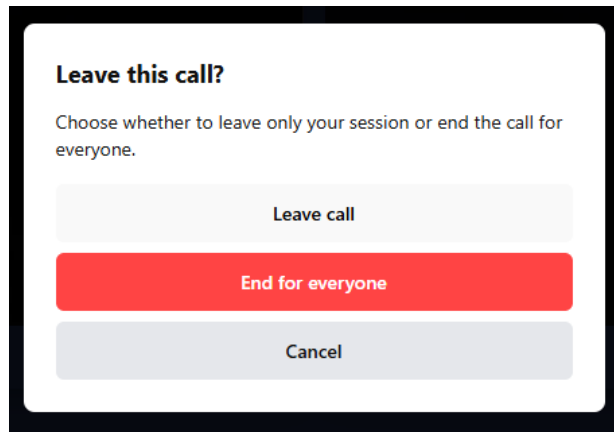 Leave this call?
Choose whether to leave only your session or end the call for
everyone.
Leave call
End for everyone
Cancel